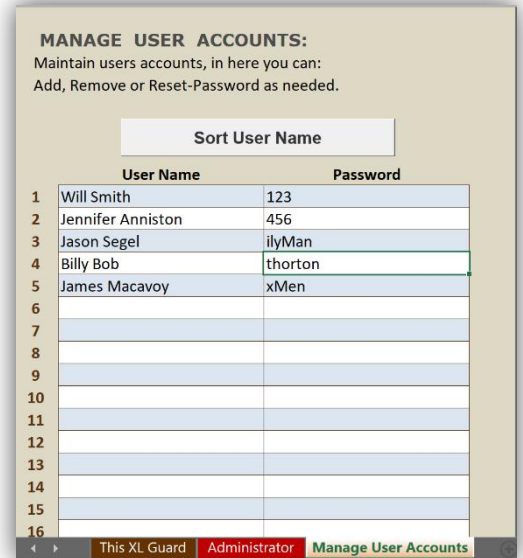 MANAGE USER ACCOUNTS:
Maintain users accounts, in here you can:
Add, Remove or Reset-Password as needed.
Sort User Name
User Name Password
1 Will Smith 123
2 Jennifer Anniston 456
3 Jason Segel ilyMan
4 Billy Bob thorton
5 James Macavoy xMen
6
7
8
9
10
11
12
13
14
15
16
This XL Guard Administrator Manage User Accounts